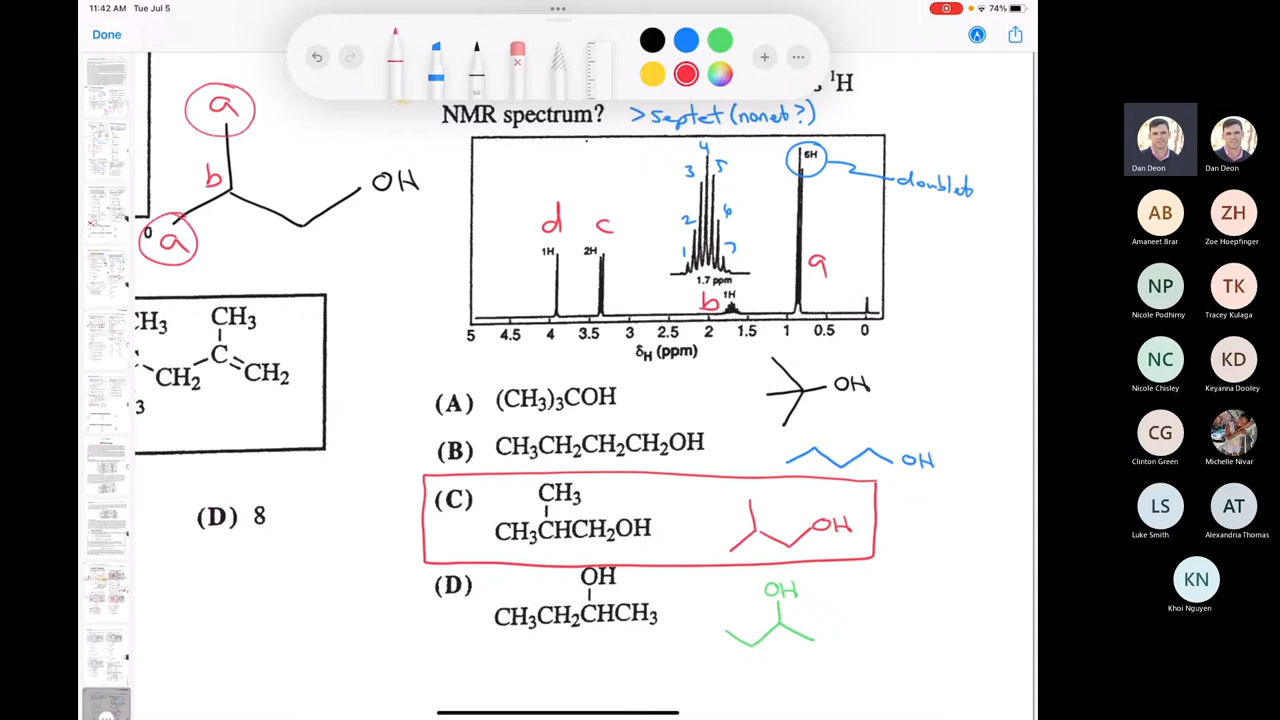 11:42 AM Tue Jul 5
74%
Done
a
b
a
OH
CH₃
CH₂
C
CH₂
(D) 8
¹H
NMR spectrum?
> septet (nonet?)
6H
doublet
1
2
3
4
5
6
7
1.7 ppm
d
c
b
a
1H
2H
1H
5 4.5 4 3.5 3 2.5 2 1.5 1 0.5 0
δH (ppm)
(A) (CH₃)₃COH
OH
(B) CH₃CH₂CH₂CH₂OH
OH
(C)
CH₃
CH₃CHCH₂OH
OH
(D)
OH
CH₃CH₂CHCH₃
OH
Dan Deon
Dan Deon
AB
Amaneet Brar
ZH
Zoe Hoepfinger
NP
Nicole Podhirny
TK
Tracey Kulaga
NC
Nicole Chisley
KD
Keyanna Dooley
CG
Clinton Green
Michelle Nivar
LS
Luke Smith
AT
Alexandria Thomas
KN
Khoi Nguyen